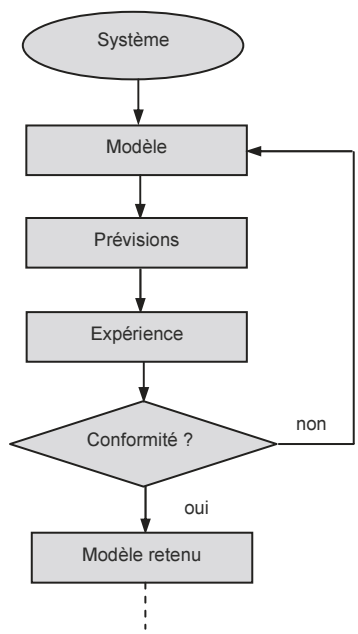 Système
Modèle
Prévisions
Expérience
Conformité ?
non
oui
Modèle retenu